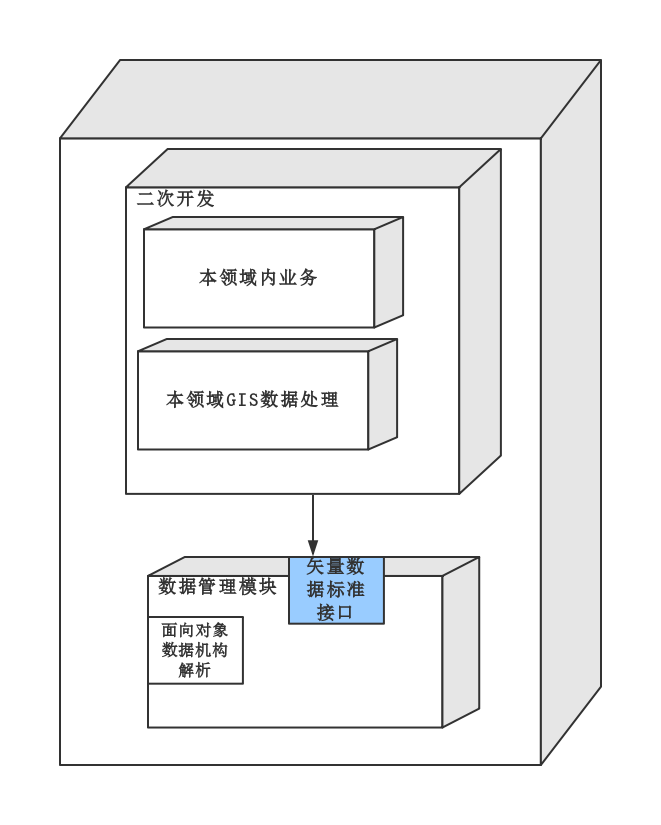 二次开发
本领域内业务
本领域GIS数据处理
矢量数
据标准
接口
数据管理模块
面向对象
数据机构
解析